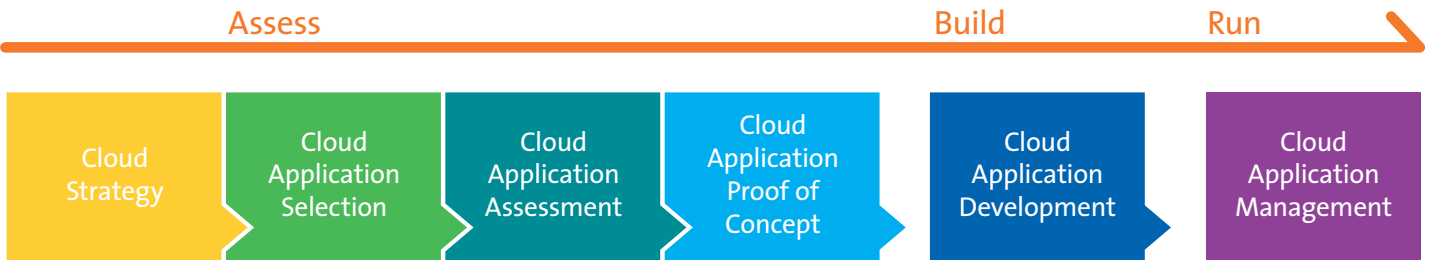 Assess
Build
Run
Cloud
Strategy
Cloud
Application
Selection
Cloud
Application
Assessment
Cloud
Application
Proof of
Concept
Cloud
Application
Development
Cloud
Application
Management